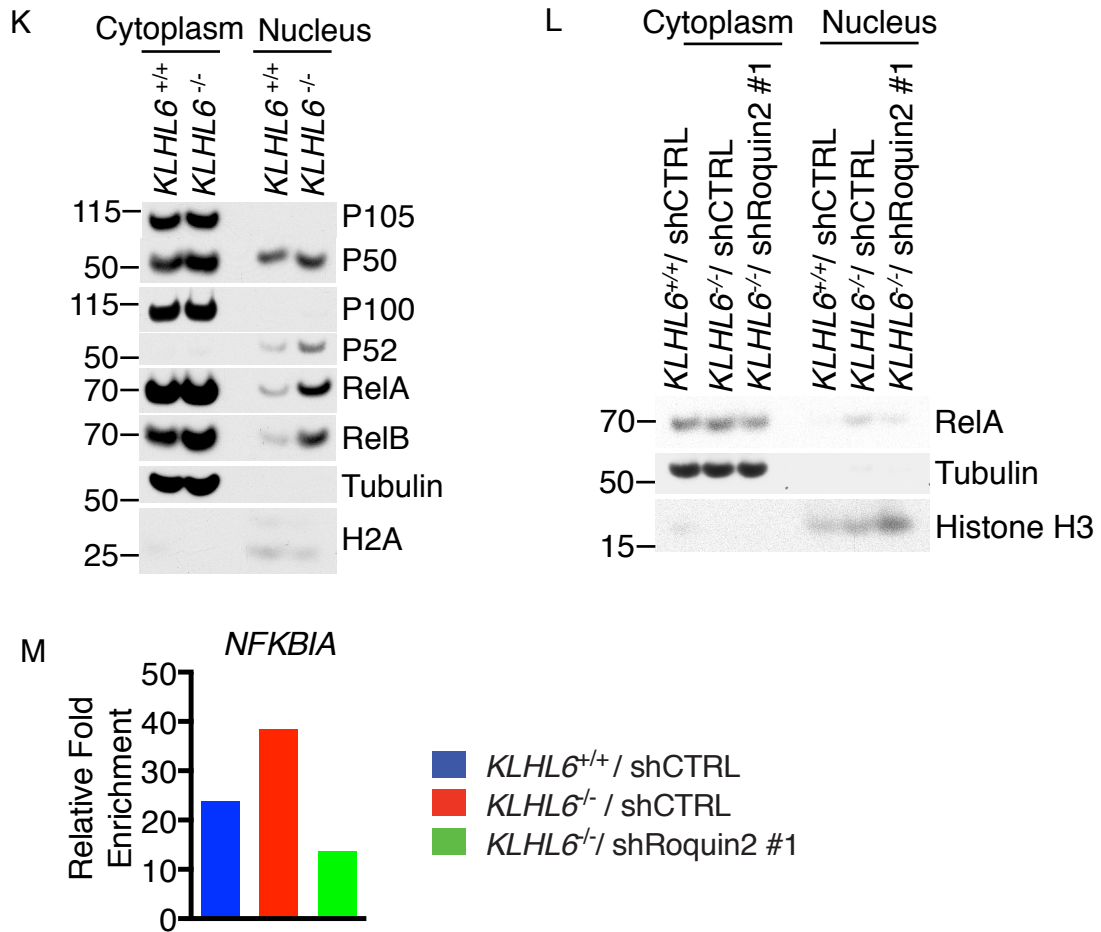 K
Cytoplasm Nucleus
KLHL6 +/+
KLHL6 -/-
KLHL6 +/+
KLHL6 -/-
115 P105
50 P50
115 P100
50 P52
70 RelA
70 RelB
50 Tubulin
25 H2A
L
Cytoplasm Nucleus
KLHL6+/+/ shCTRL
KLHL6-/-/ shCTRL
KLHL6-/-/ shRoquin2 #1
KLHL6+/+/ shCTRL
KLHL6-/-/ shCTRL
KLHL6-/-/ shRoquin2 #1
70 RelA
50 Tubulin
15 Histone H3
M
NFKBIA
Relative Fold
Enrichment
50
40
30
20
10
0
KLHL6+/+ / shCTRL
KLHL6-/- / shCTRL
KLHL6-/-/ shRoquin2 #1